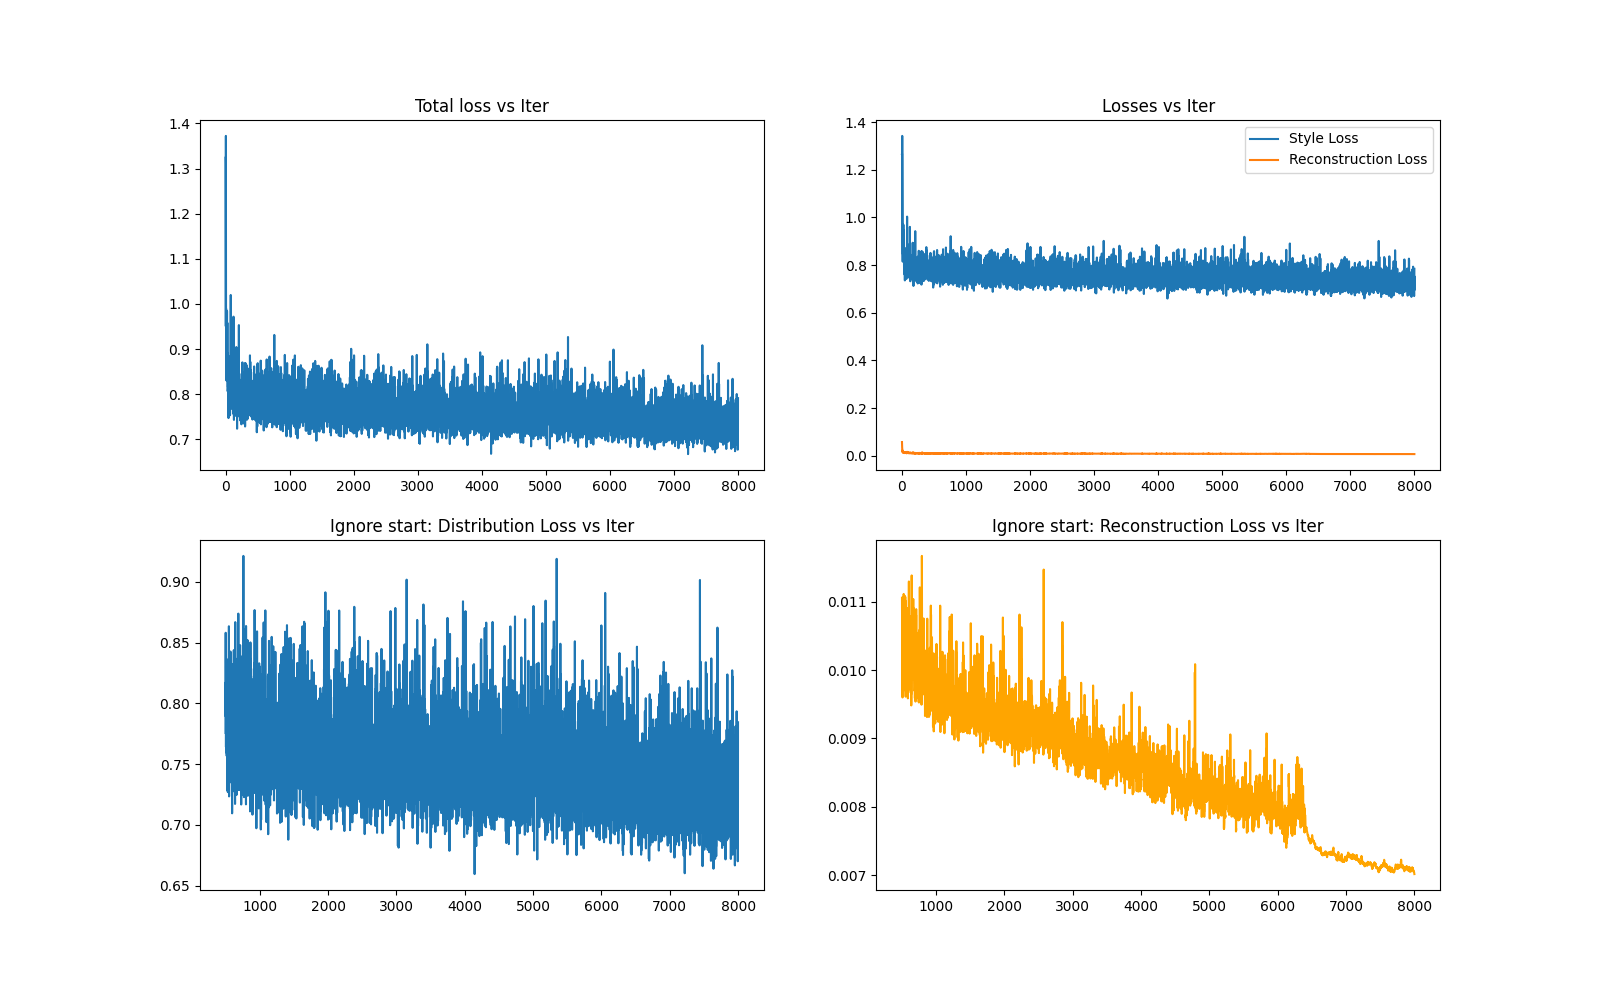 Total loss vs Iter
1.4
1.3
1.2
1.1
1.0
0.9
0.8
0.7
0 1000 2000 3000 4000 5000 6000 7000 8000
Losses vs Iter
Style Loss
Reconstruction Loss
1.4
1.2
1.0
0.8
0.6
0.4
0.2
0.0
0 1000 2000 3000 4000 5000 6000 7000 8000
Ignore start: Distribution Loss vs Iter
0.90
0.85
0.80
0.75
0.70
0.65
1000 2000 3000 4000 5000 6000 7000 8000
Ignore start: Reconstruction Loss vs Iter
0.011
0.010
0.009
0.008
0.007
1000 2000 3000 4000 5000 6000 7000 8000